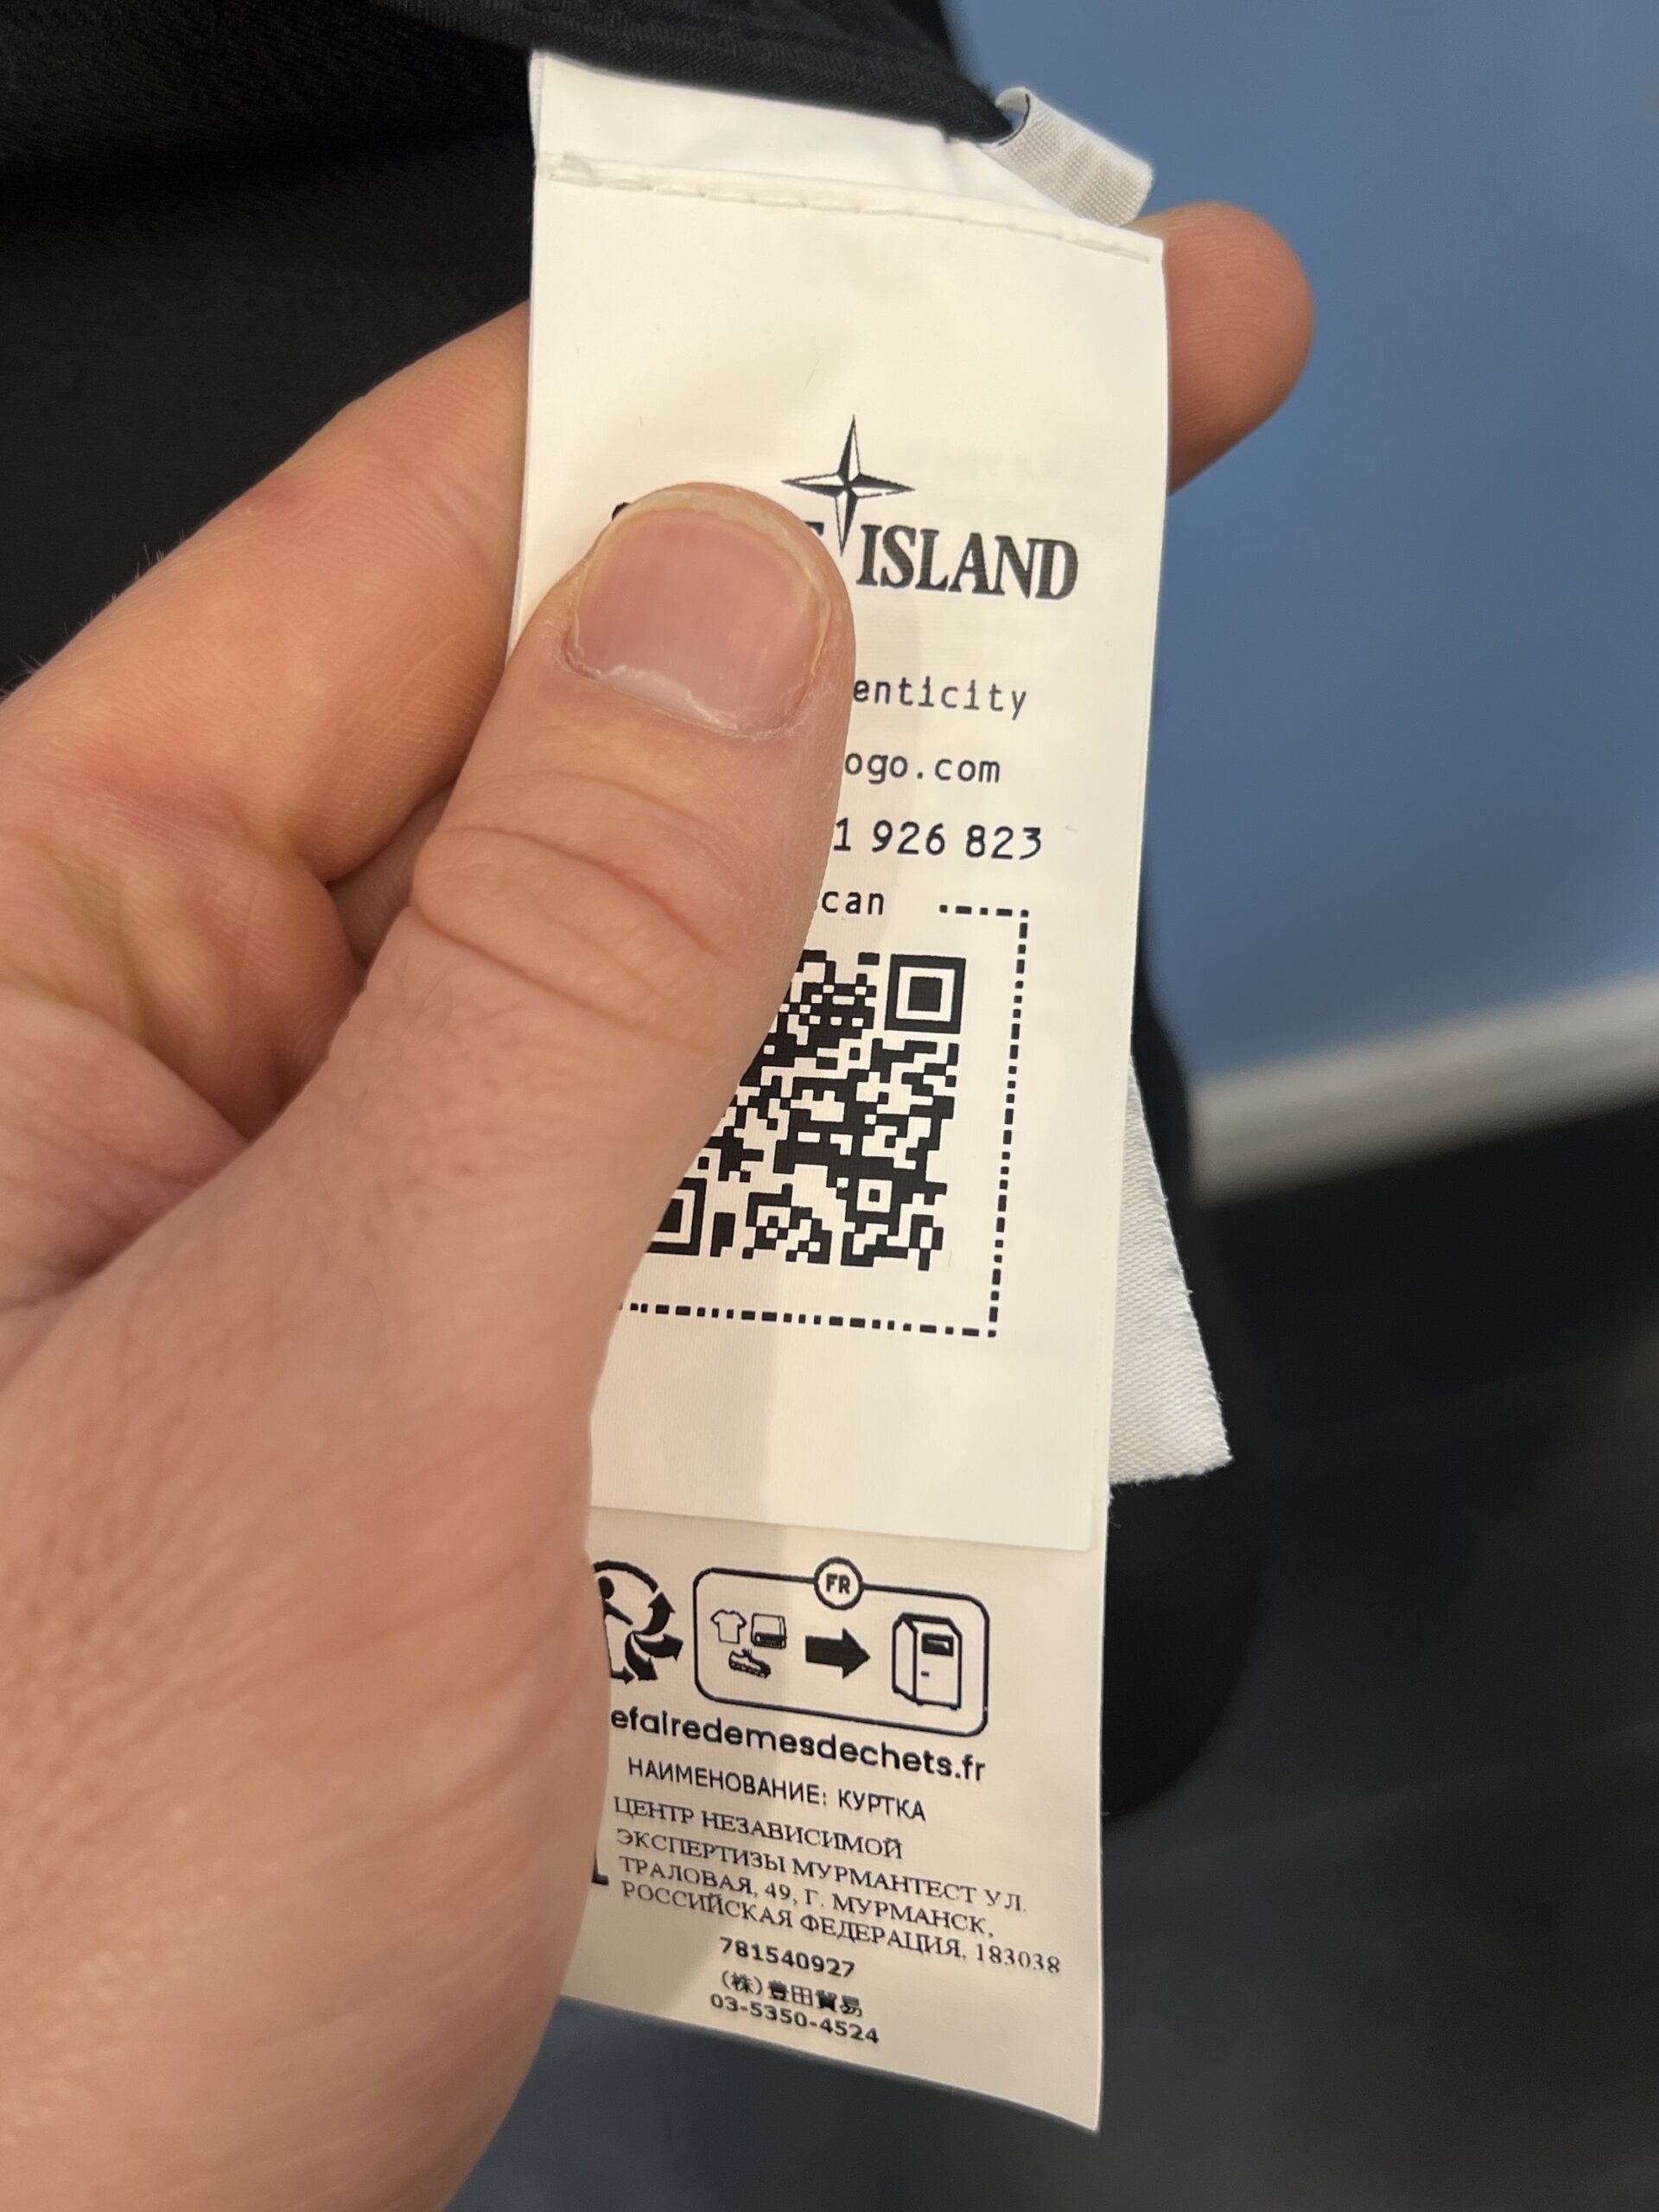 ISLAND
enticity
ogo.com
1 926 823
can
FR
efairedemesdechets.fr
НАИМЕНОВАНИЕ: КУРТКА
ЦЕНТР НЕЗАВИСИМОЙ
ЭКСПЕРТИЗЫ МУРМАНТЕСТ УЛ.
ТРАЛОВАЯ, 49, Г. МУРМАНСК,
РОССИЙСКАЯ ФЕДЕРАЦИЯ, 183038
781540927
(株)豊田貿易
03-5350-4524